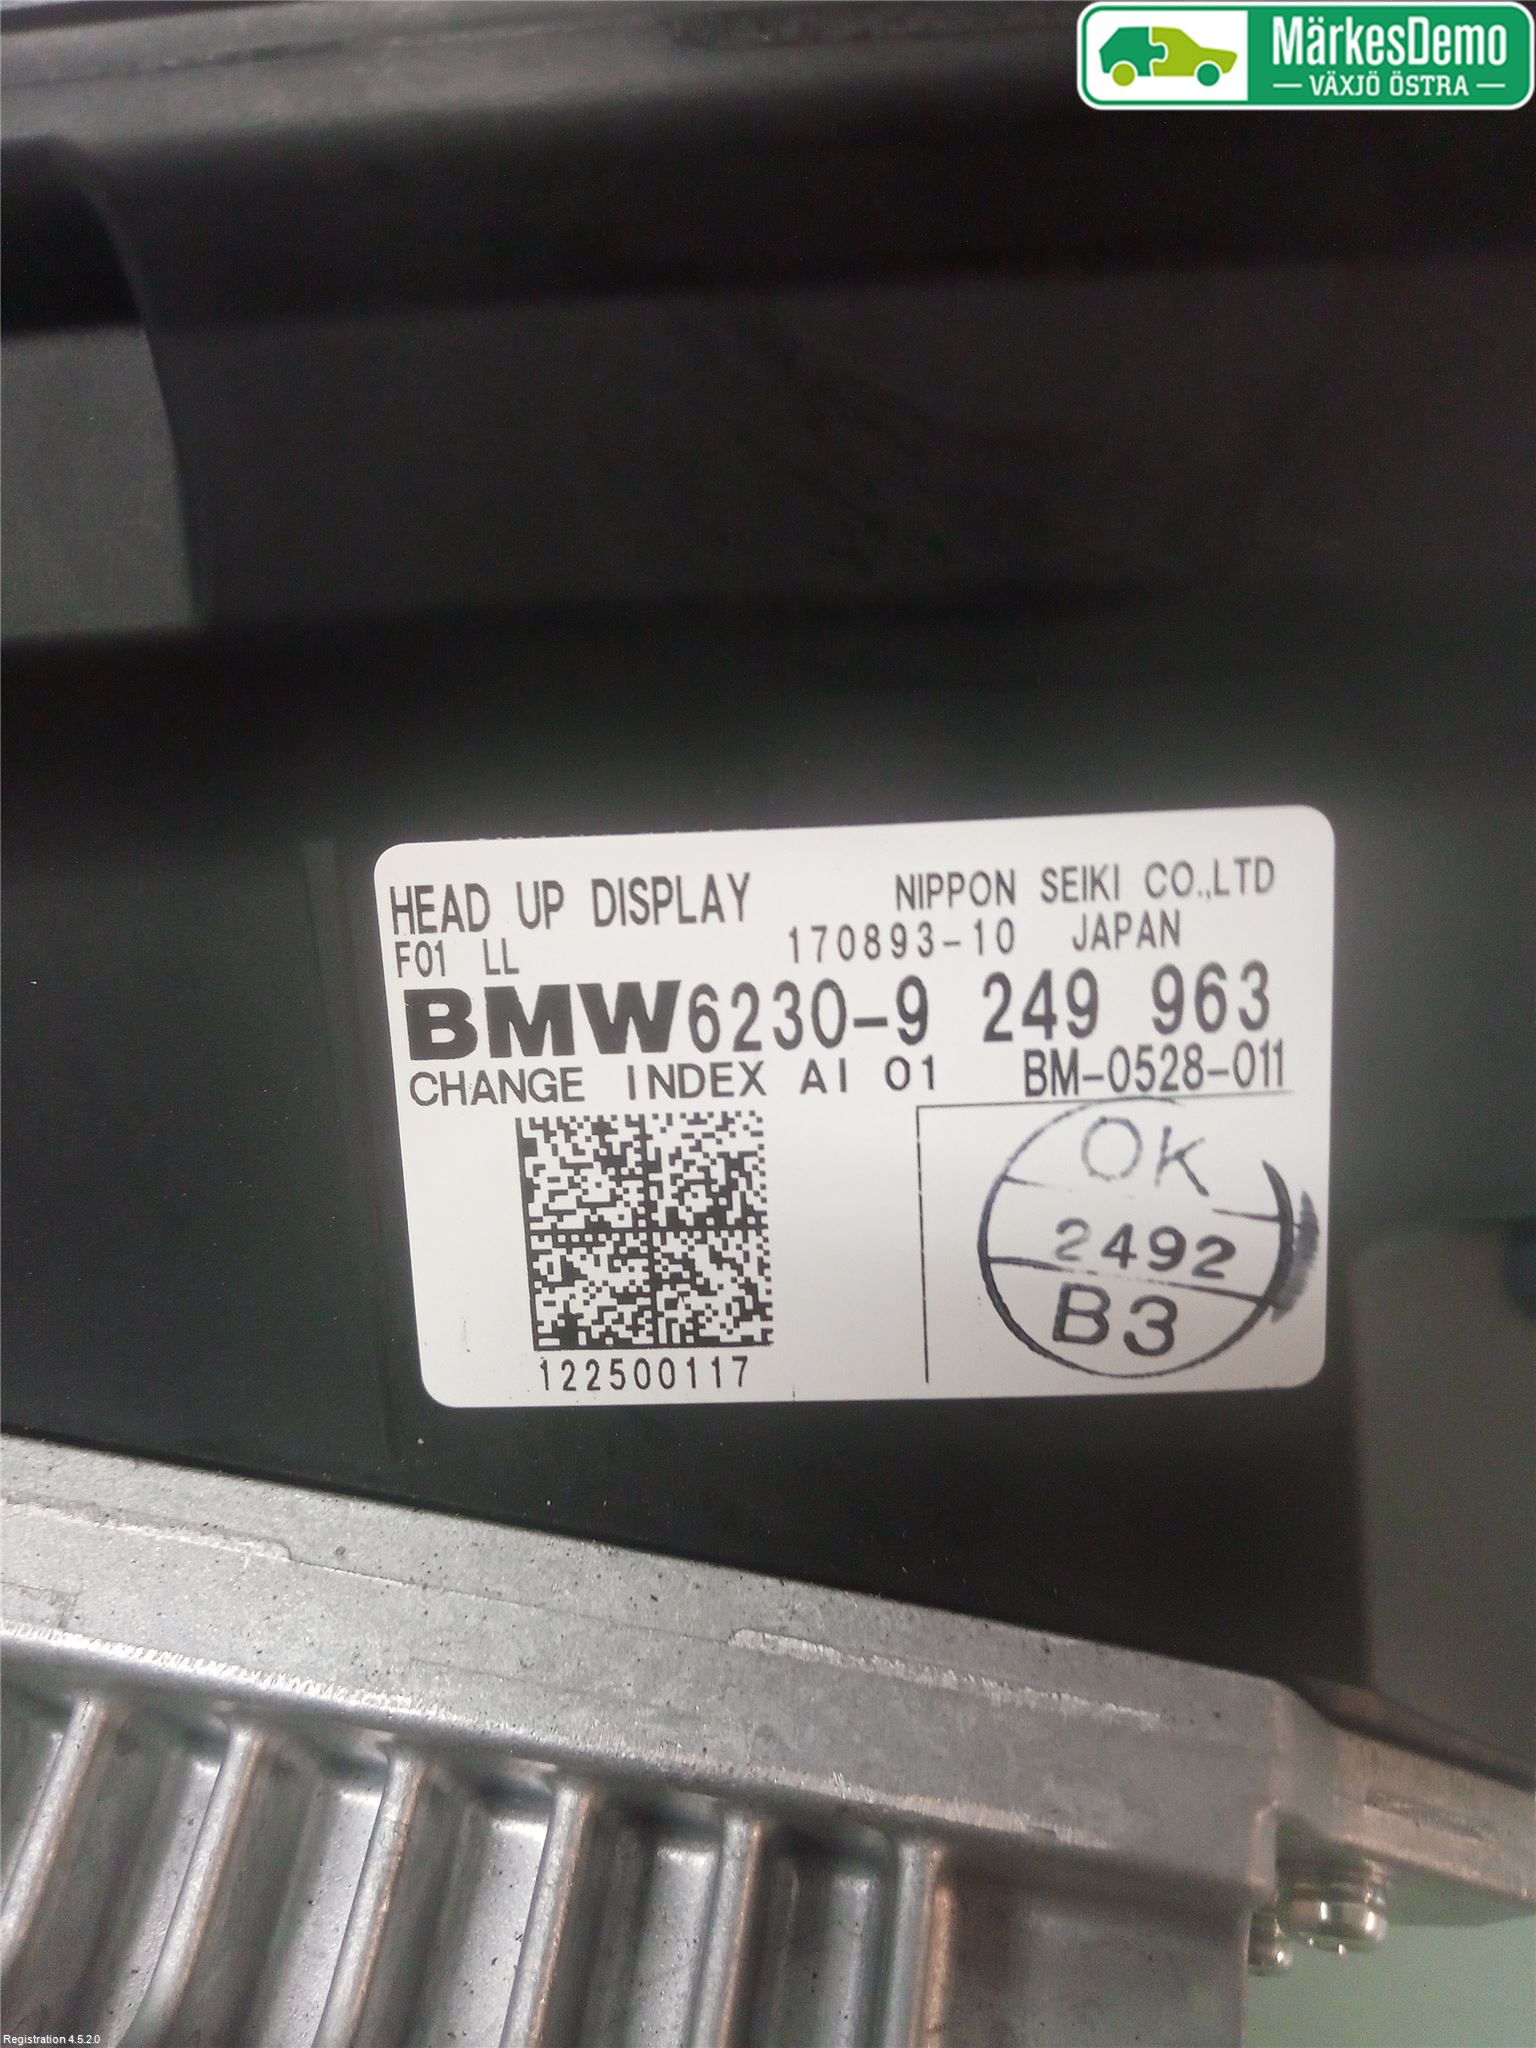 MärkesDemo
VÄXJÖ ÖSTRA
HEAD UP DISPLAY NIPPON SEIKI CO.,LTD
F01 LL 170893-10 JAPAN
BMW6230-9 249 963
CHANGE INDEX AI 01 BM-0528-011
OK
2492
B3
122500117
Registration 4.5.2.0